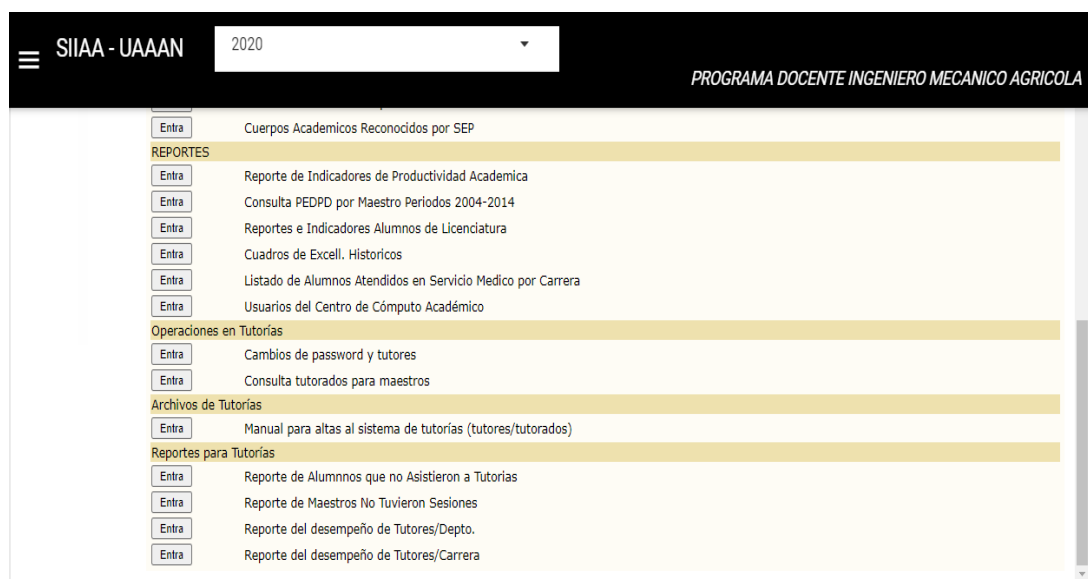 SIIAA - UAAAN
2020
PROGRAMA DOCENTE INGENIERO MECANICO AGRICOLA
Entra Cuerpos Academicos Reconocidos por SEP
REPORTES
Entra Reporte de Indicadores de Productividad Academica
Entra Consulta PEDPD por Maestro Periodos 2004-2014
Entra Reportes e Indicadores Alumnos de Licenciatura
Entra Cuadros de Excell. Historicos
Entra Listado de Alumnos Atendidos en Servicio Medico por Carrera
Entra Usuarios del Centro de Cómputo Académico
Operaciones en Tutorías
Entra Cambios de password y tutores
Entra Consulta tutorados para maestros
Archivos de Tutorías
Entra Manual para altas al sistema de tutorías (tutores/tutorados)
Reportes para Tutorías
Entra Reporte de Alumnnos que no Asistieron a Tutorias
Entra Reporte de Maestros No Tuvieron Sesiones
Entra Reporte del desempeño de Tutores/Depto.
Entra Reporte del desempeño de Tutores/Carrera